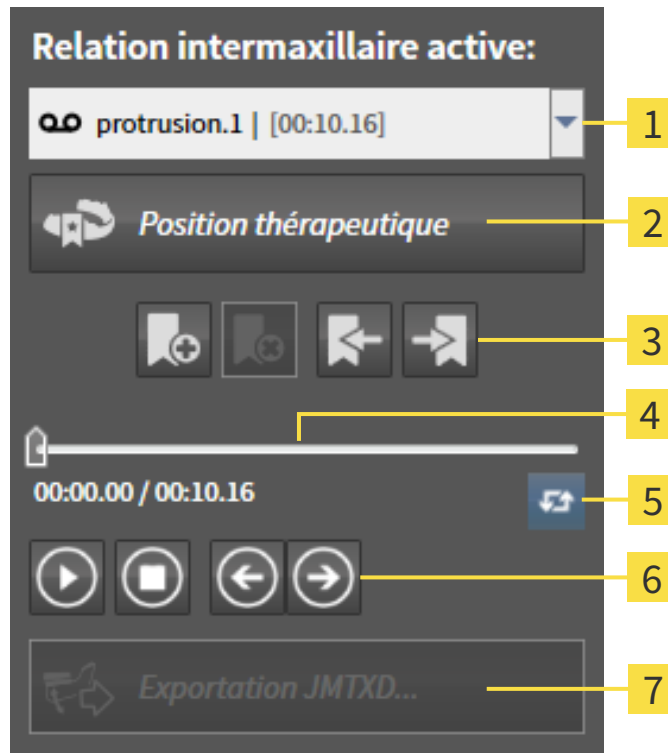 Relation intermaxillaire active:
protrusion.1 | [00:10.16]
1
Position thérapeutique
2
3
4
00:00.00 / 00:10.16
5
6
Exportation JMTXD...
7